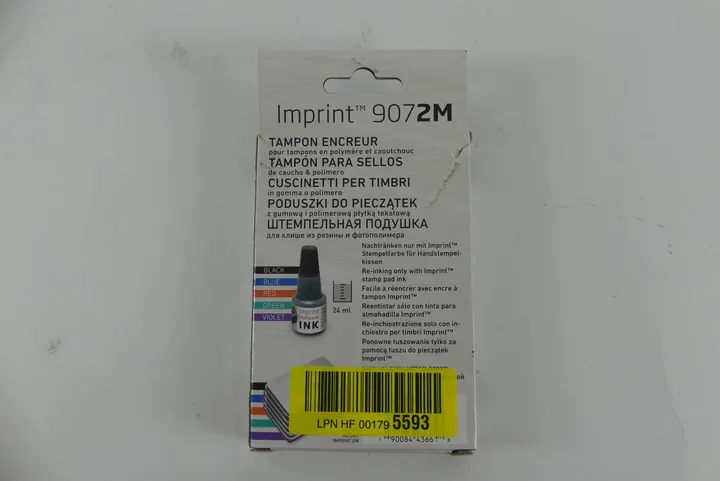 Imprint™ 9072M
TAMPON ENCREUR
pour tampons en polymère et caoutchouc
TAMPÓN PARA SELLOS
de caucho & polímero
CUSCINETTI PER TIMBRI
in gomma o polimero
PODUSZKI DO PIECZĄTEK
z gumową i polimerową płytką tekstową
ШТЕМПЕЛЬНАЯ ПОДУШКА
для клише из резины и фотополимера
Nachtränken nur mit Imprint™
Stempelfarbe für Handstempel-
kissen
Re-inking only with Imprint™
stamp pad ink
Facile à réencrer avec encre à
tampon Imprint™
Reentintar sólo con tinta para
almohadilla Imprint™
Re-inchiostrazione solo con in-
chiostro per timbri Imprint™
Ponowne tuszowanie tylko za
pomocą tuszu do pieczątek
Imprint™
BLACK
BLUE
RED
GREEN
VIOLET
imprint
INK
24 ml
LPN HF 00179 5593